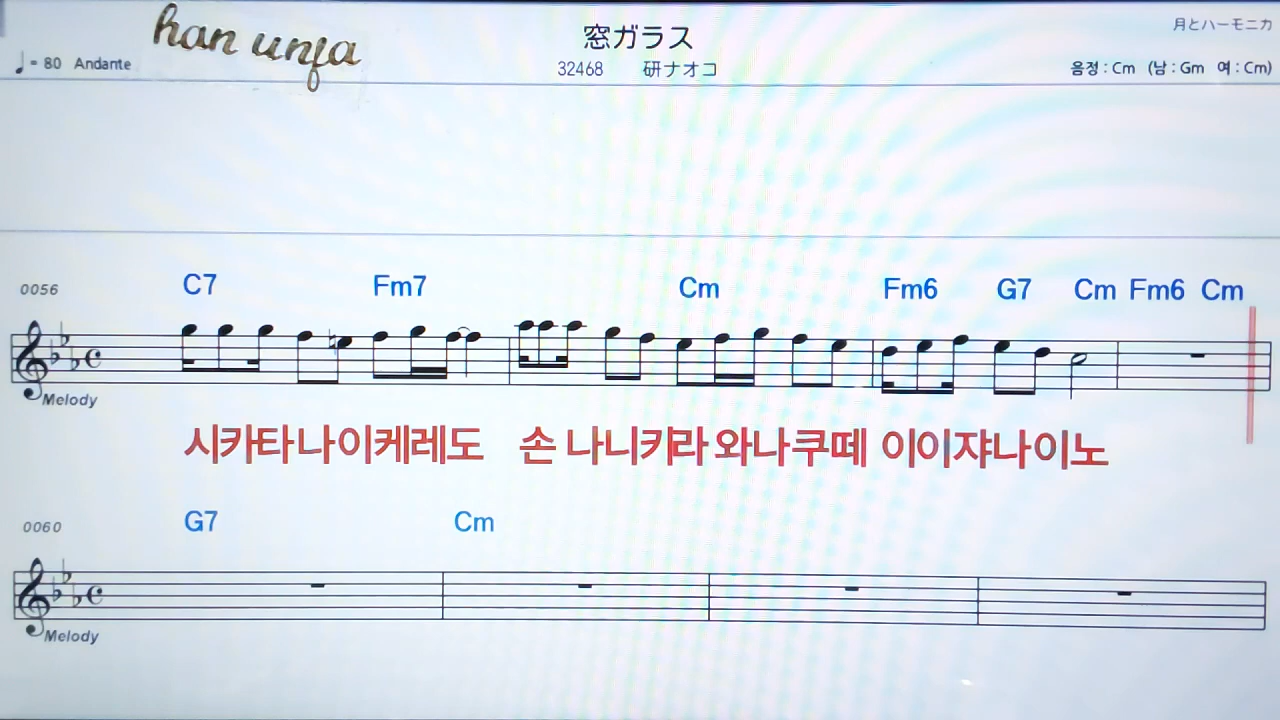 han unfa
窓ガラス
月とハーモニカ
♩= 80 Andante
32468 研ナオコ
음정 : Cm (남 : Gm 여 : Cm)
0056 C7 Fm7 Cm Fm6 G7 Cm Fm6 Cm
Melody
시카타나이케레도 손 나니키라와나쿠떼 이이쟈나이노
0060 G7 Cm
Melody